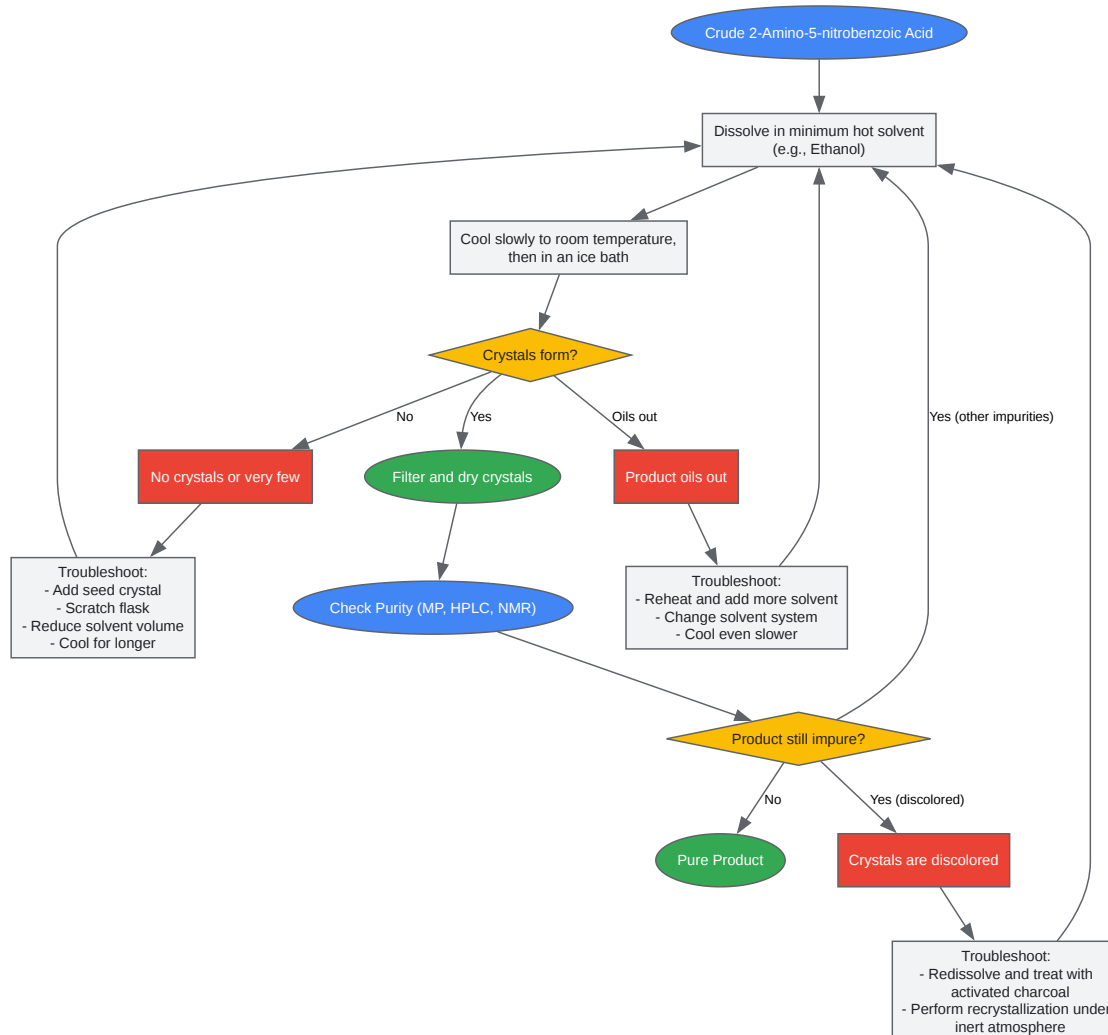 Crude 2-Amino-5-nitrobenzoic Acid
Dissolve in minimum hot solvent
(e.g., Ethanol)
Cool slowly to room temperature,
then in an ice bath
Crystals form?
No
Yes
Oils out
Yes (other impurities)
No crystals or very few
Filter and dry crystals
Product oils out
Troubleshoot:
- Add seed crystal
- Scratch flask
- Reduce solvent volume
- Cool for longer
Check Purity (MP, HPLC, NMR)
Troubleshoot:
- Reheat and add more solvent
- Change solvent system
- Cool even slower
Product still impure?
No
Yes (discolored)
Pure Product
Crystals are discolored
Troubleshoot:
- Redissolve and treat with
activated charcoal
- Perform recrystallization under
inert atmosphere